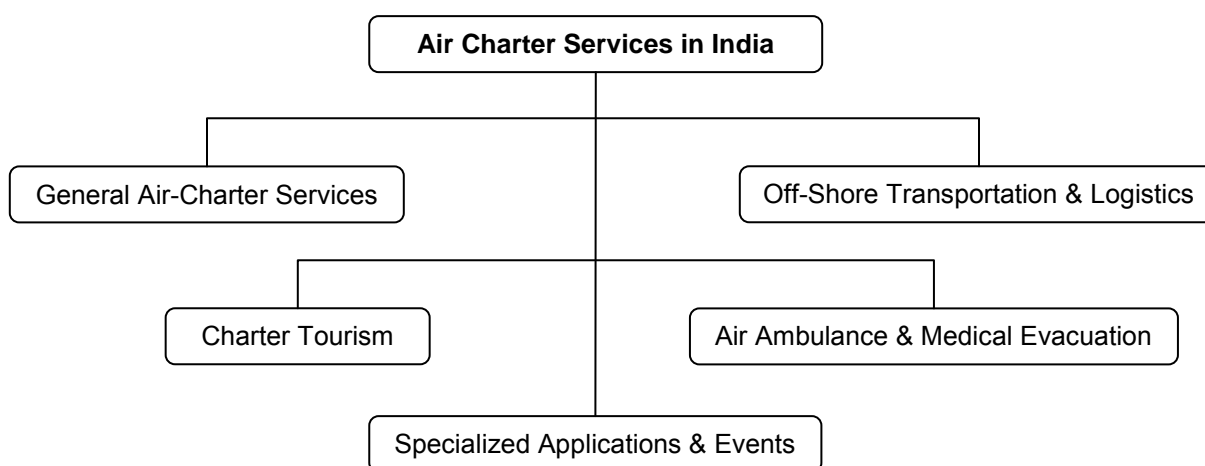 Air Charter Services in India
General Air-Charter Services
Off-Shore Transportation & Logistics
Charter Tourism
Air Ambulance & Medical Evacuation
Specialized Applications & Events